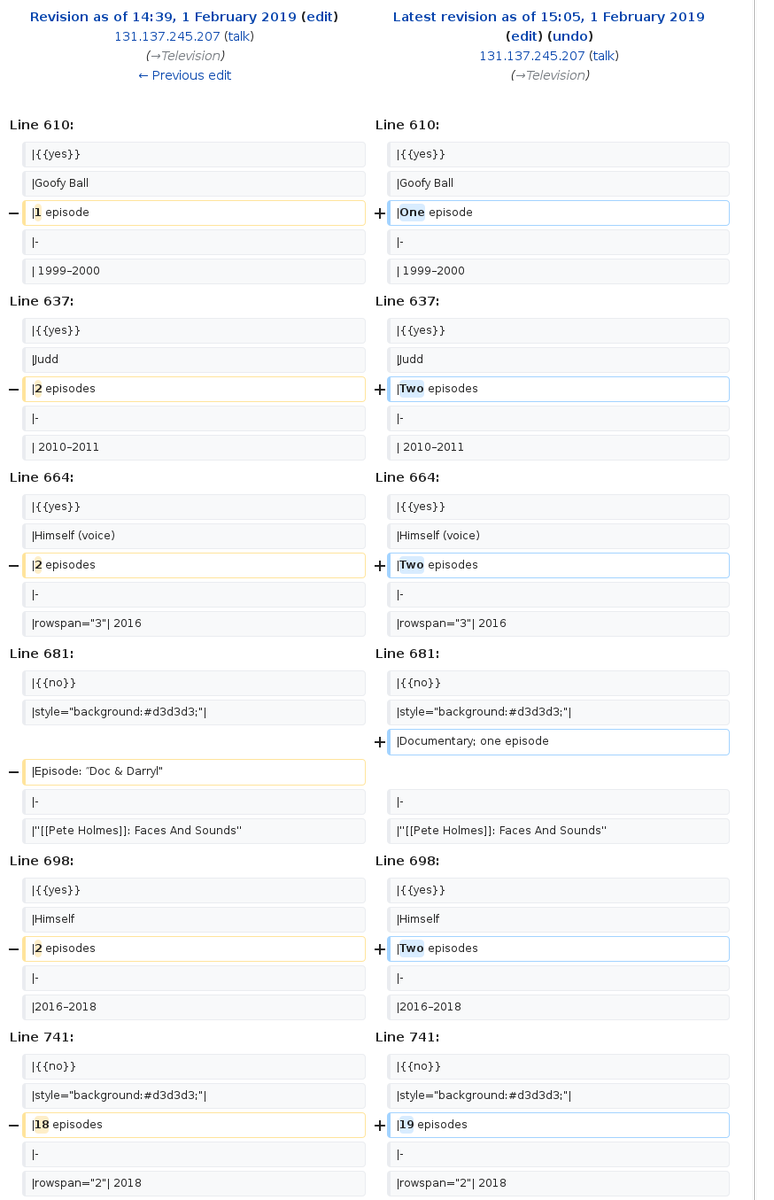 Revision as of 14:39, 1 February 2019 (edit)
131.137.245.207 (talk)
(→Television)
← Previous edit
Latest revision as of 15:05, 1 February 2019
(edit) (undo)
131.137.245.207 (talk)
(→Television)
Line 610: Line 610:
|{{yes}} |{{yes}}
|Goofy Ball |Goofy Ball
− |1 episode + |One episode
|- |-
| 1999–2000 | 1999–2000
Line 637: Line 637:
|{{yes}} |{{yes}}
|Judd |Judd
− |2 episodes + |Two episodes
|- |-
| 2010–2011 | 2010–2011
Line 664: Line 664:
|{{yes}} |{{yes}}
|Himself (voice) |Himself (voice)
− |2 episodes + |Two episodes
|- |-
|rowspan="3"| 2016 |rowspan="3"| 2016
Line 681: Line 681:
|{{no}} |{{no}}
|style="background:#d3d3d3;"| |style="background:#d3d3d3;"|
+ |Documentary; one episode
− |Episode: ″Doc & Darryl"
|- |-
|''[[Pete Holmes]]: Faces And Sounds'' |''[[Pete Holmes]]: Faces And Sounds''
Line 698: Line 698:
|{{yes}} |{{yes}}
|Himself |Himself
− |2 episodes + |Two episodes
|- |-
|2016–2018 |2016–2018
Line 741: Line 741:
|{{no}} |{{no}}
|style="background:#d3d3d3;"| |style="background:#d3d3d3;"|
− |18 episodes + |19 episodes
|- |-
|rowspan="2"| 2018 |rowspan="2"| 2018